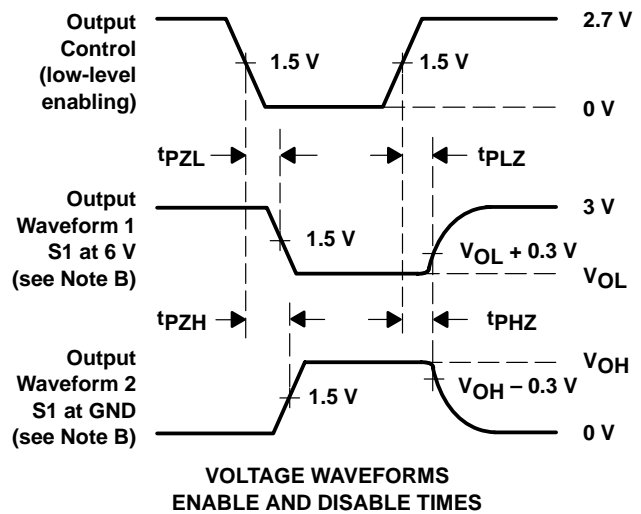 Output
Control
(low-level
enabling)
2.7 V
1.5 V
1.5 V
0 V
tPZL
tPLZ
Output
Waveform 1
S1 at 6 V
(see Note B)
3 V
1.5 V
VOL + 0.3 V
VOL
tPZH
tPHZ
Output
Waveform 2
S1 at GND
(see Note B)
VOH
1.5 V
VOH – 0.3 V
0 V
VOLTAGE WAVEFORMS
ENABLE AND DISABLE TIMES